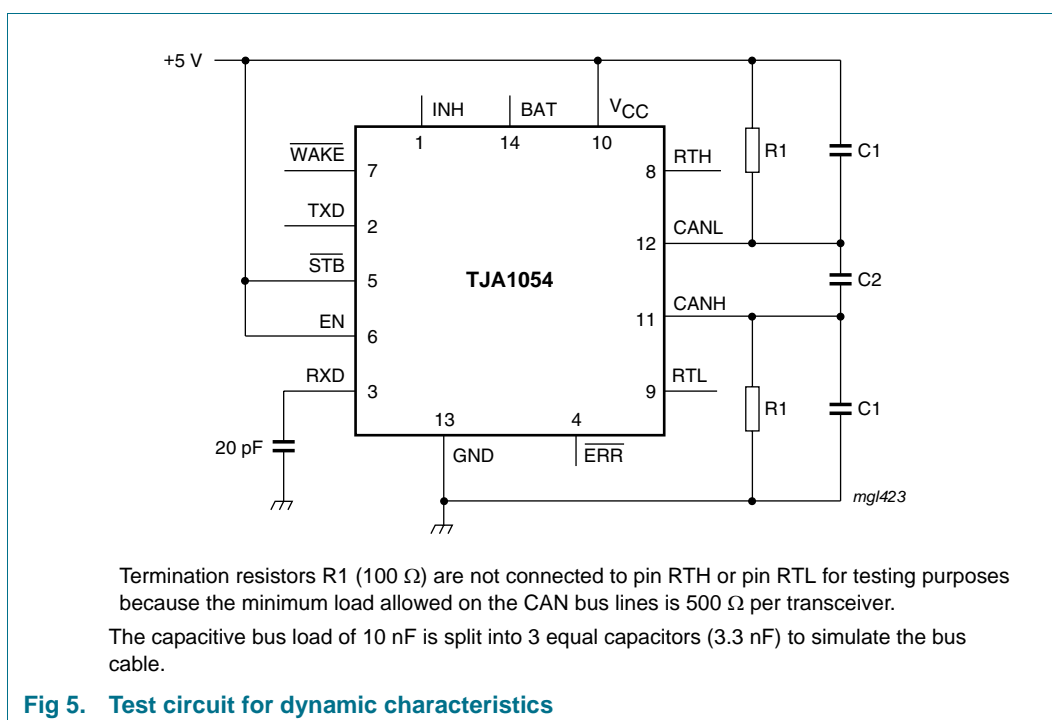 +5 V
INH BAT VCC
1 14 10
WAKE
7
8 RTH
R1 C1
TXD
2
12 CANL
STB
5
TJA1054
C2
EN
6
11 CANH
RXD
3
9 RTL
R1 C1
13 4
20 pF
GND ERR
mgl423
Termination resistors R1 (100 Ω) are not connected to pin RTH or pin RTL for testing purposes
because the minimum load allowed on the CAN bus lines is 500 Ω per transceiver.
The capacitive bus load of 10 nF is split into 3 equal capacitors (3.3 nF) to simulate the bus
cable.
Fig 5. Test circuit for dynamic characteristics